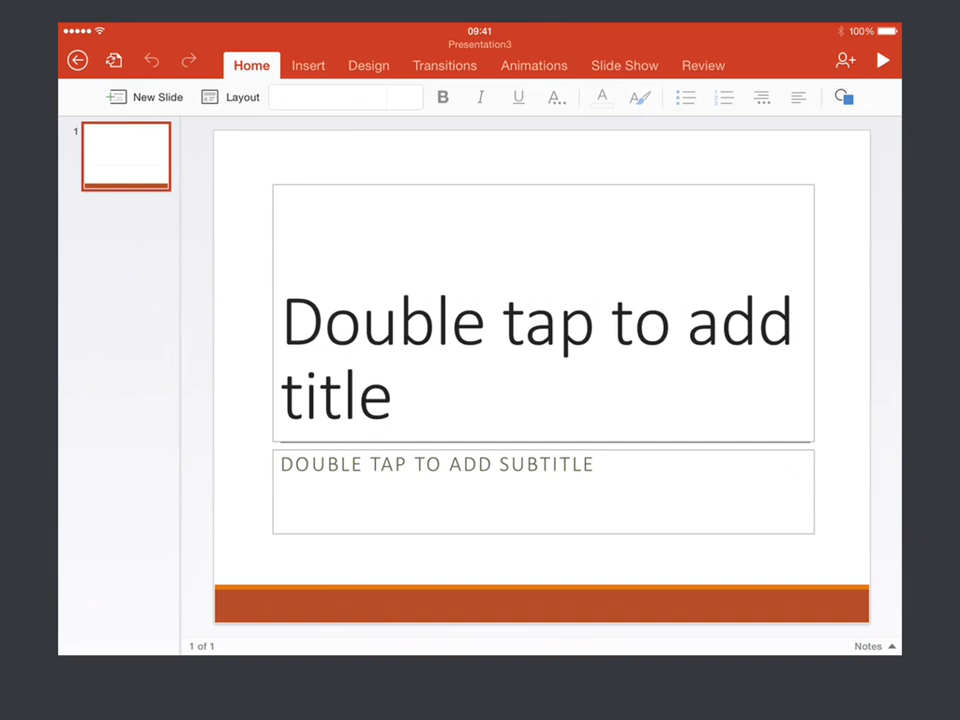 09:41
100%
Presentation3
Home Insert Design Transitions Animations Slide Show Review
New Slide Layout B I U A... A
1
Double tap to add
title
DOUBLE TAP TO ADD SUBTITLE
1 of 1 Notes